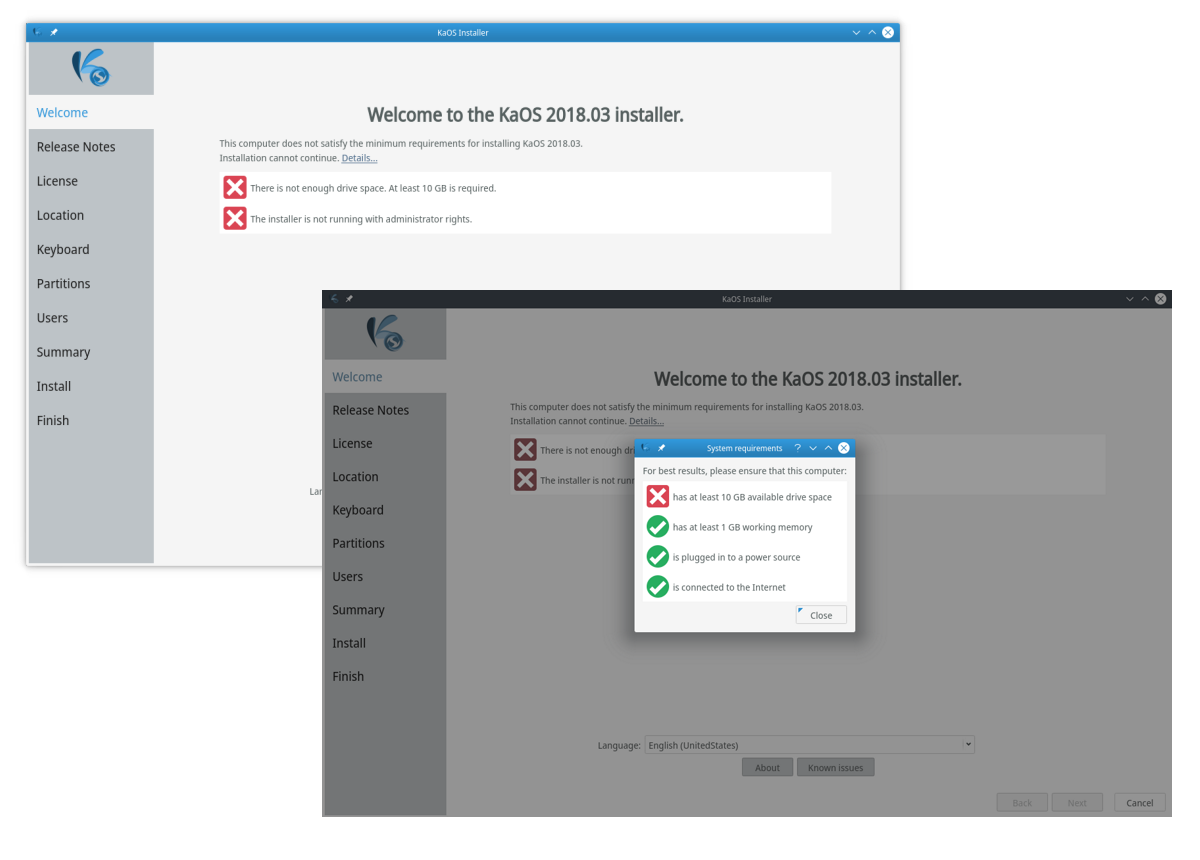 KaOS Installer
Welcome
Release Notes
License
Location
Keyboard
Partitions
Users
Summary
Install
Finish
Welcome to the KaOS 2018.03 installer.
This computer does not satisfy the minimum requirements for installing KaOS 2018.03.
Installation cannot continue. Details...
There is not enough drive space. At least 10 GB is required.
The installer is not running with administrator rights.
Lar
KaOS Installer
Welcome
Release Notes
License
Location
Keyboard
Partitions
Users
Summary
Install
Finish
Welcome to the KaOS 2018.03 installer.
This computer does not satisfy the minimum requirements for installing KaOS 2018.03.
Installation cannot continue. Details...
There is not enough dri
The installer is not runn
System requirements
For best results, please ensure that this computer:
has at least 10 GB available drive space
has at least 1 GB working memory
is plugged in to a power source
is connected to the Internet
Close
Language: English (UnitedStates)
About Known issues
Back Next Cancel